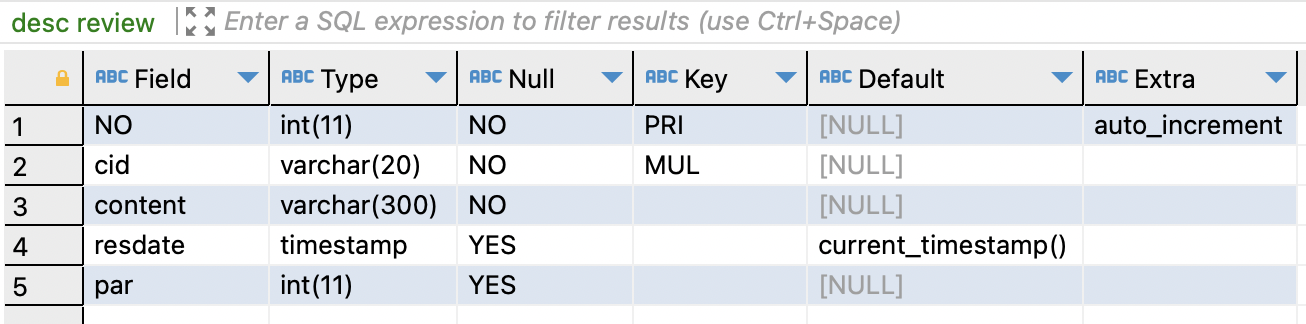 desc review Enter a SQL expression to filter results (use Ctrl+Space)
ABC Field ABC Type ABC Null ABC Key ABC Default ABC Extra
1 NO int(11) NO PRI [NULL] auto_increment
2 cid varchar(20) NO MUL [NULL]
3 content varchar(300) NO [NULL]
4 resdate timestamp YES current_timestamp()
5 par int(11) YES [NULL]